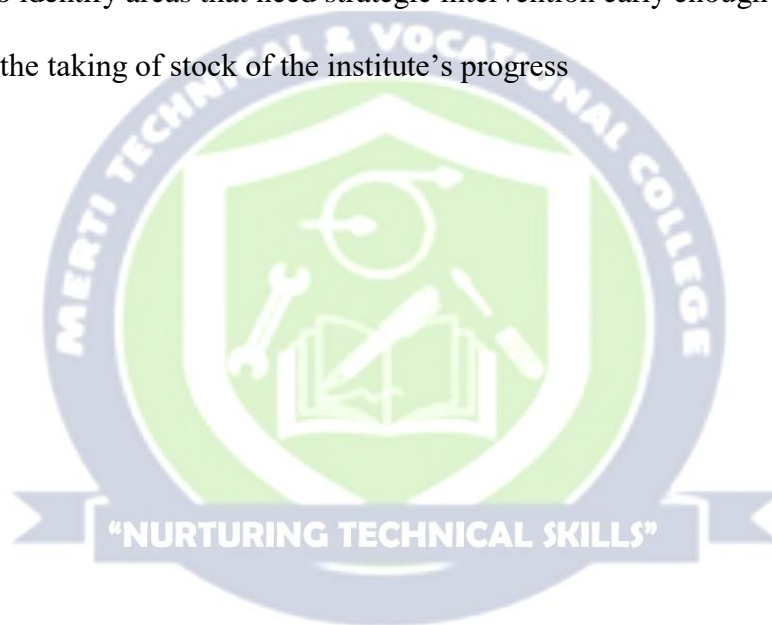 identify areas that need strategic intervention early enough
the taking of stock of the institute’s progress
MERTI TECHNICAL & VOCATIONAL COLLEGE
“NURTURING TECHNICAL SKILLS”